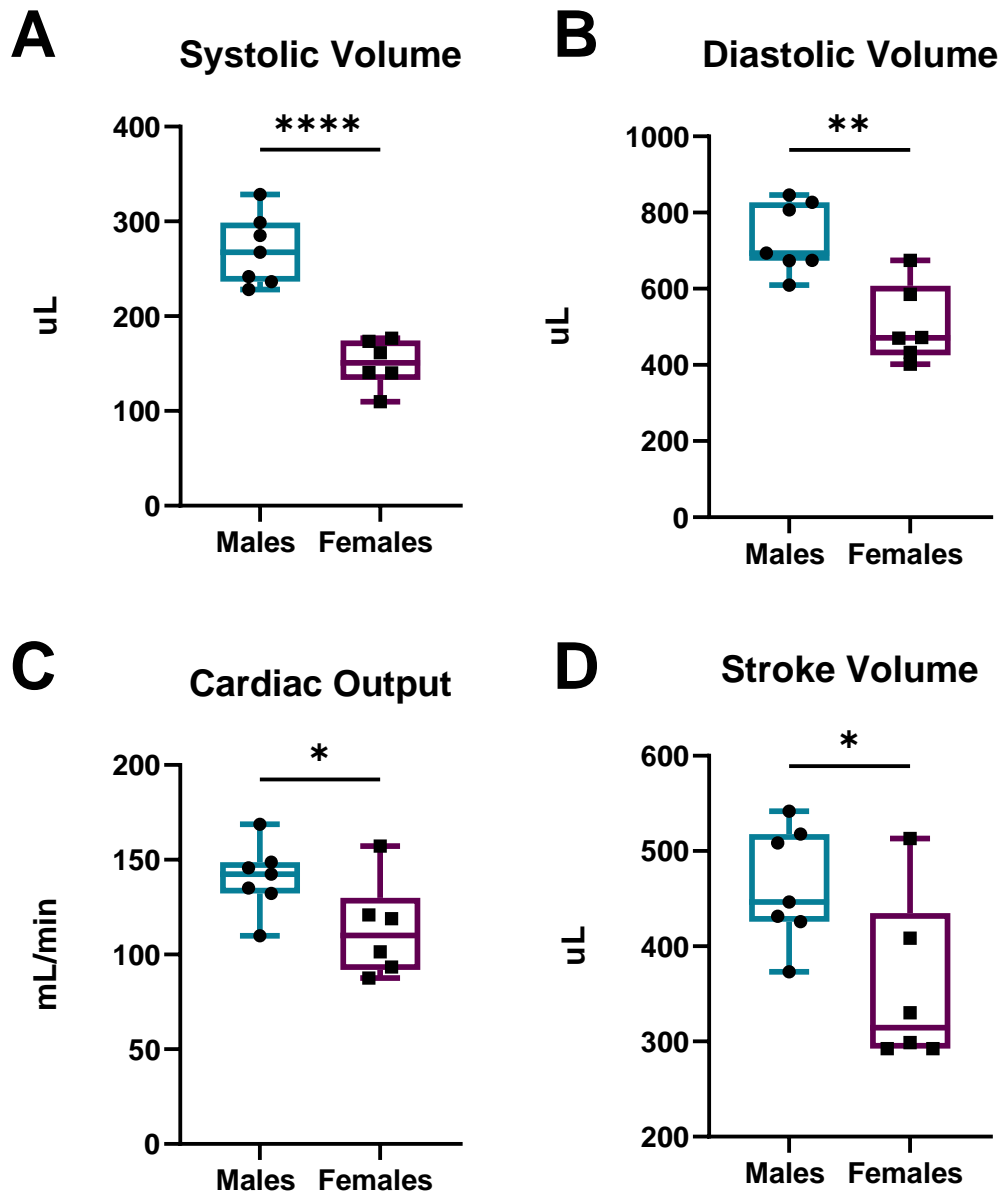 A
Systolic Volume
****
400
300
200
100
0
uL
Males Females
B
Diastolic Volume
**
1000
800
600
400
200
0
uL
Males Females
C
Cardiac Output
*
200
150
100
50
0
mL/min
Males Females
D
Stroke Volume
*
600
500
400
300
200
uL
Males Females